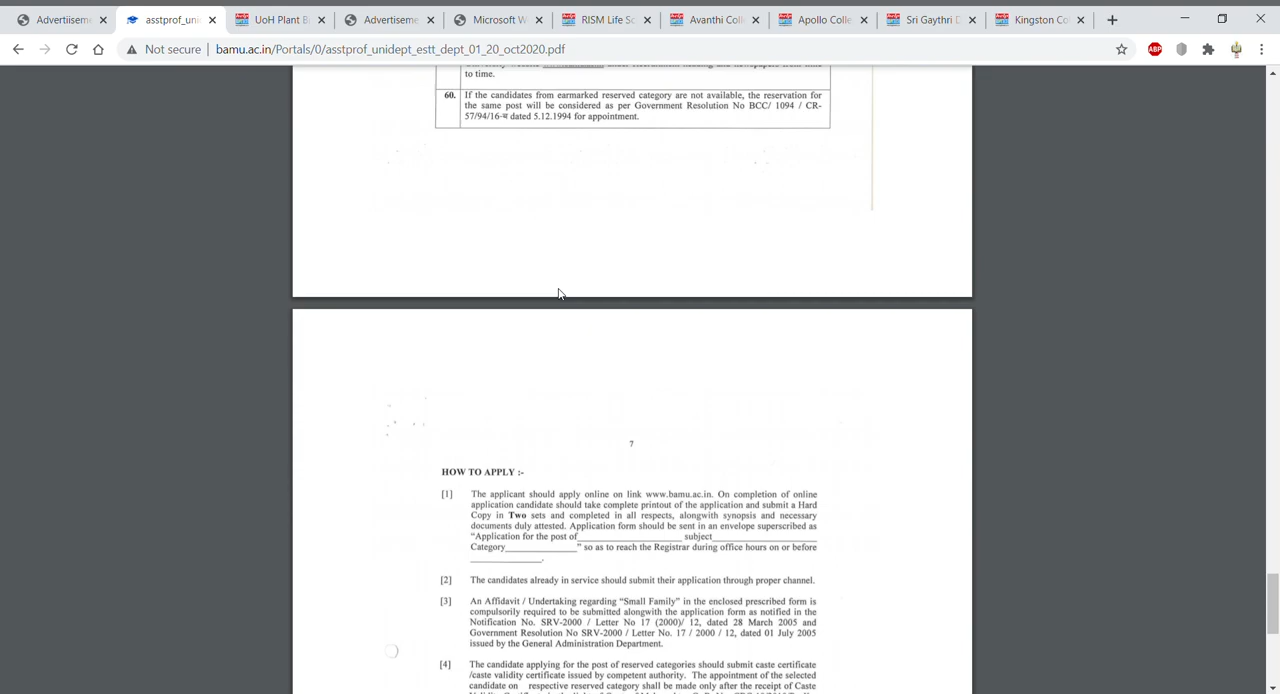 Advertiseme
asstprof_uni
UoH Plant B
Advertiseme
Microsoft W
RISM Life Sc
Avanthi Coll
Apollo Colle
Sri Gaythri D
Kingston Co
Not secure | bamu.ac.in/Portals/0/asstprof_unidept_estt_dept_01_20_oct2020.pdf
ABP
to time.
60. If the candidates from earmarked reserved category are not available, the reservation for
the same post will be considered as per Government Resolution No BCC/ 1094 / CR-
57/94/16-ब dated 5.12.1994 for appointment.
7
HOW TO APPLY :-
[1] The applicant should apply online on link www.bamu.ac.in. On completion of online
application candidate should take complete printout of the application and submit a Hard
Copy in Two sets and completed in all respects, alongwith synopsis and necessary
documents duly attested. Application form should be sent in an envelope superscribed as
"Application for the post of____________________ subject____________________
Category______________" so as to reach the Registrar during office hours on or before
______________.
[2] The candidates already in service should submit their application through proper channel.
[3] An Affidavit / Undertaking regarding "Small Family" in the enclosed prescribed form is
compulsorily required to be submitted alongwith the application form as notified in the
Notification No. SRV-2000 / Letter No 17 (2000)/ 12, dated 28 March 2005 and
Government Resolution No SRV-2000 / Letter No. 17 / 2000 / 12, dated 01 July 2005
issued by the General Administration Department.
[4] The candidate applying for the post of reserved categories should submit caste certificate
/caste validity certificate issued by competent authority. The appointment of the selected
candidate on respective reserved category shall be made only after the receipt of Caste